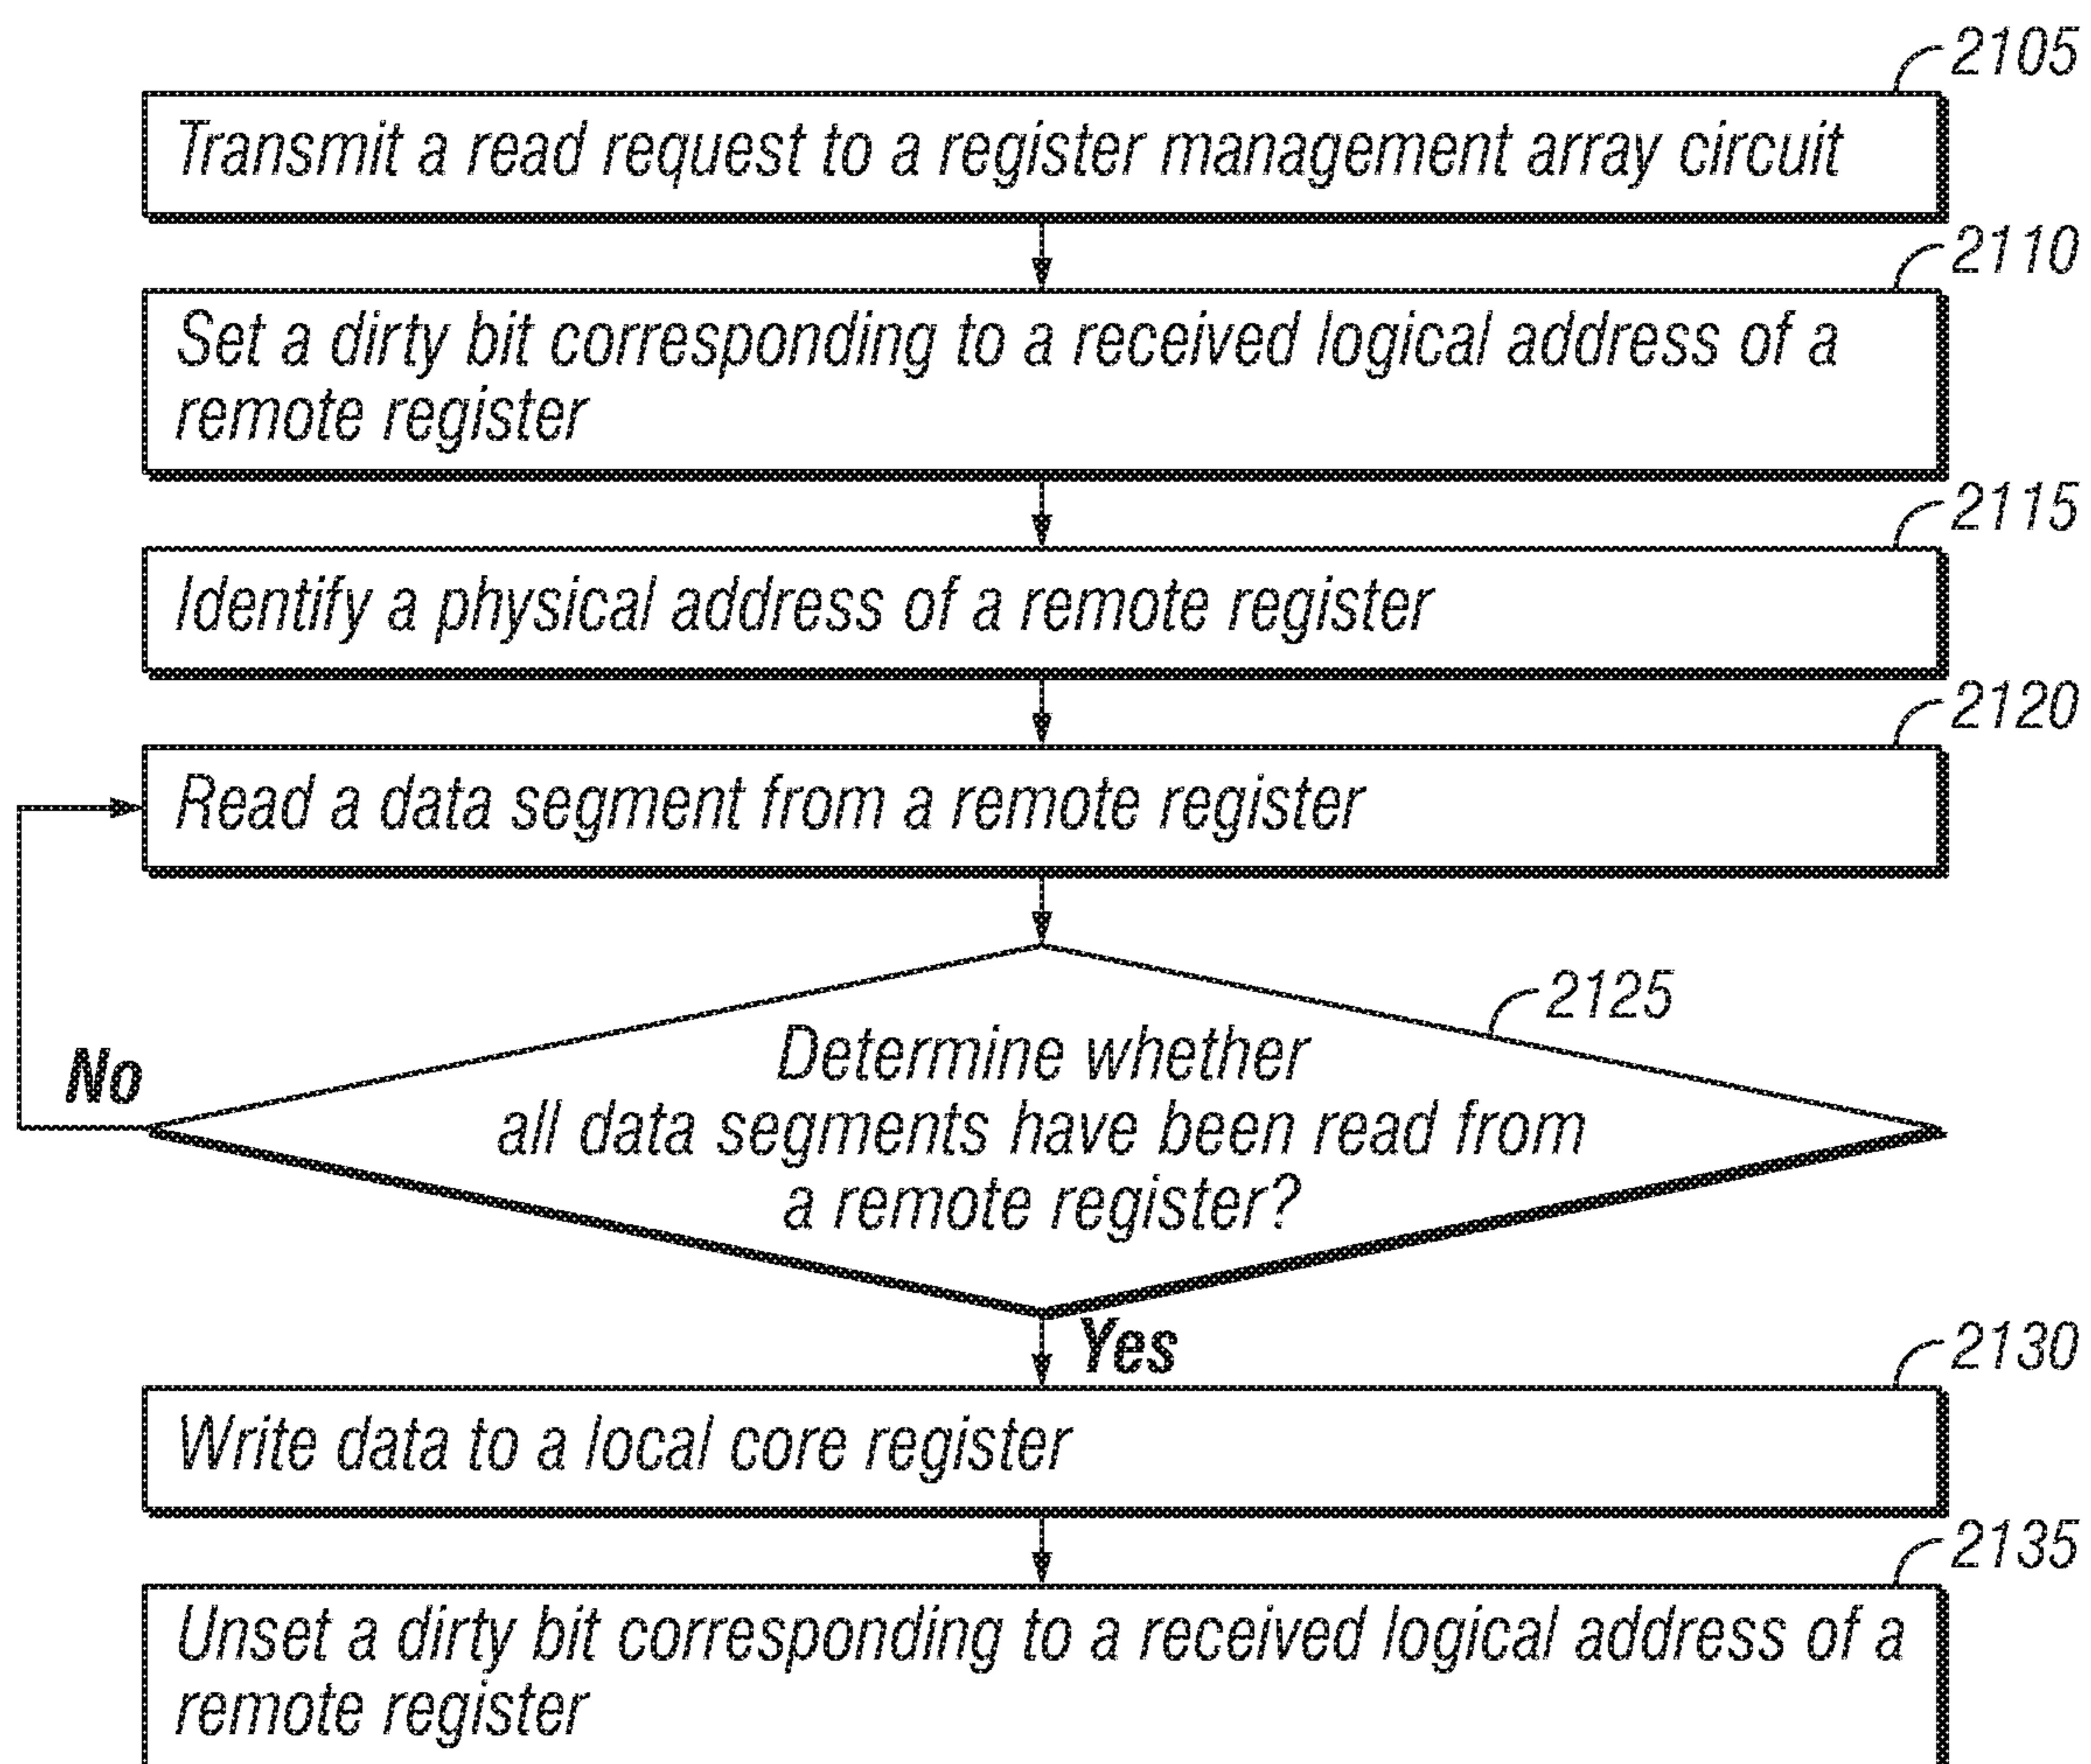 2105
Transmit a read request to a register management array circuit
2110
Set a dirty bit corresponding to a received logical address of a
remote register
2115
Identify a physical address of a remote register
2120
Read a data segment from a remote register
2125
Determine whether
all data segments have been read from
a remote register?
No
Yes
2130
Write data to a local core register
2135
Unset a dirty bit corresponding to a received logical address of a
remote register